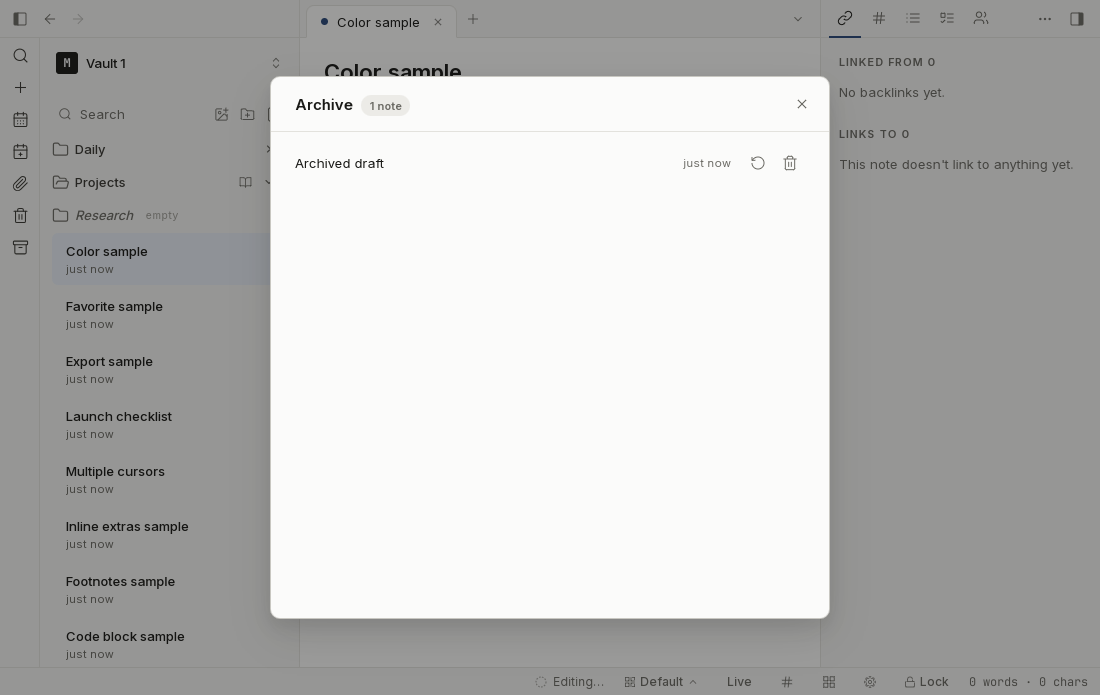 Color sample
M Vault 1
Search
Daily
Projects
Research empty
Color sample
just now
Favorite sample
just now
Export sample
just now
Launch checklist
just now
Multiple cursors
just now
Inline extras sample
just now
Footnotes sample
just now
Code block sample
just now
Color sample
Archive 1 note
Archived draft just now
LINKED FROM 0
No backlinks yet.
LINKS TO 0
This note doesn't link to anything yet.
Editing... Default Live Lock 0 words · 0 chars